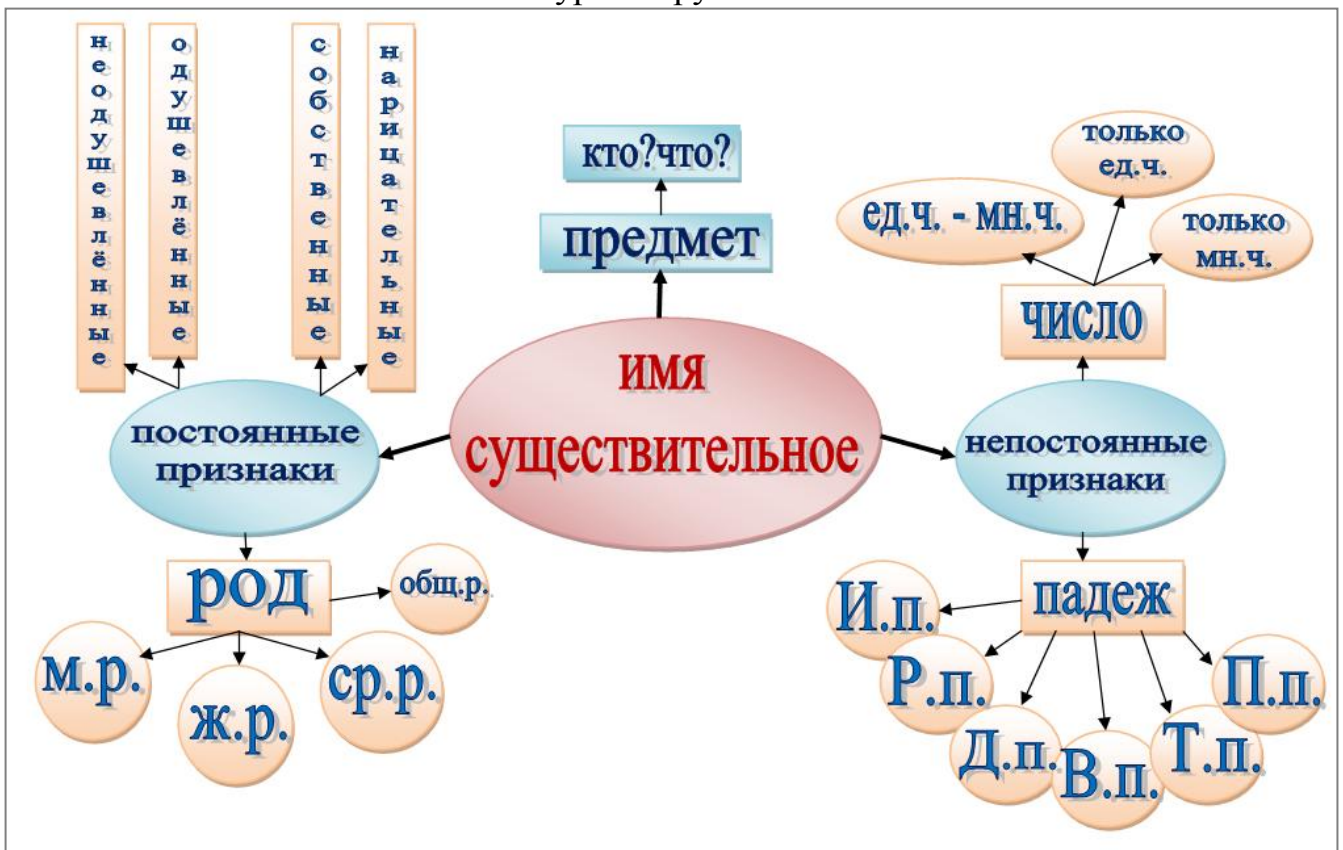 неодушевлённые
одушевлённые
собственные
нарицательные
кто?что?
предмет
имя
существительное
постоянные
признаки
род
общ.р.
м.р.
ж.р.
ср.р.
только
ед.ч.
ед.ч. - мн.ч.
только
мн.ч.
число
непостоянные
признаки
падеж
И.п.
Р.п.
Д.п.
В.п.
Т.п.
П.п.